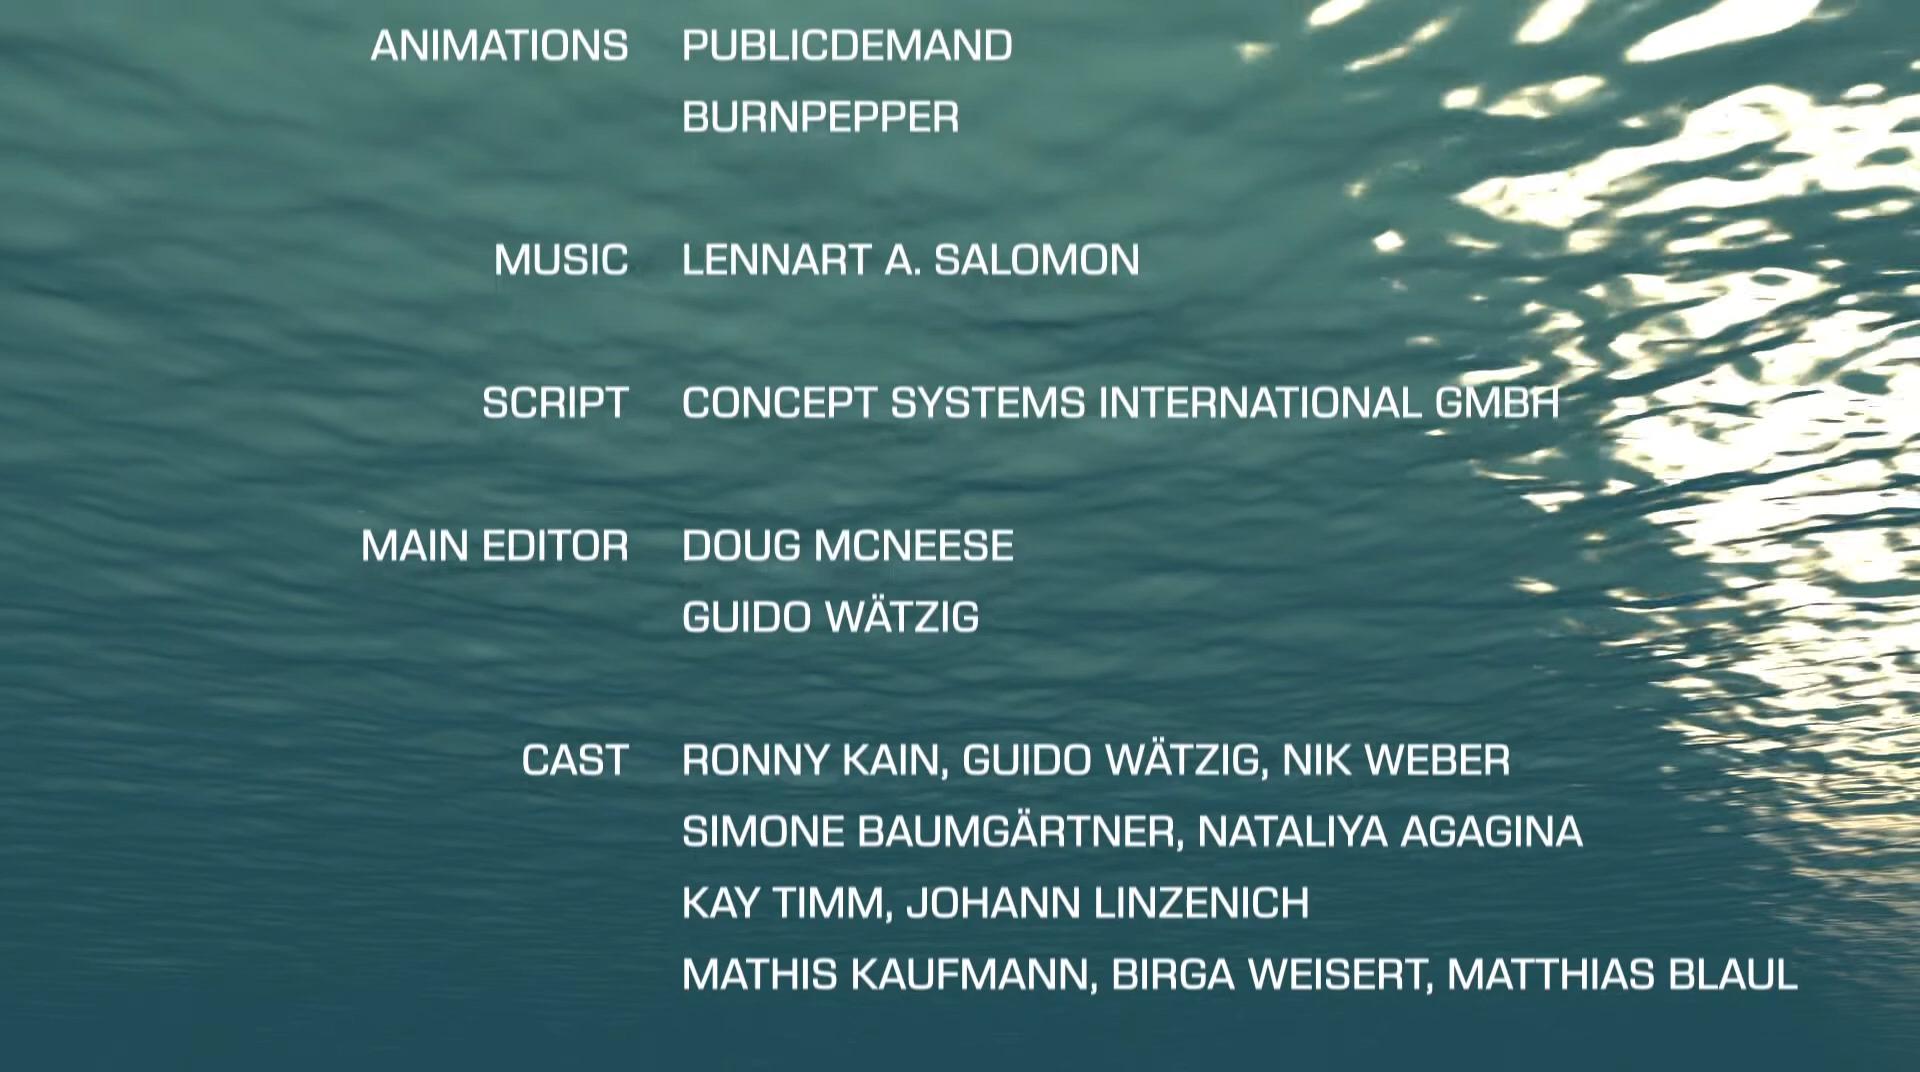 ANIMATIONS PUBLICDEMAND
BURNPEPPER
MUSIC LENNART A. SALOMON
SCRIPT CONCEPT SYSTEMS INTERNATIONAL GMBH
MAIN EDITOR DOUG MCNEESE
GUIDO WÄTZIG
CAST RONNY KAIN, GUIDO WÄTZIG, NIK WEBER
SIMONE BAUMGÄRTNER, NATALIYA AGAGINA
KAY TIMM, JOHANN LINZENICH
MATHIS KAUFMANN, BIRGA WEISERT, MATTHIAS BLAUL